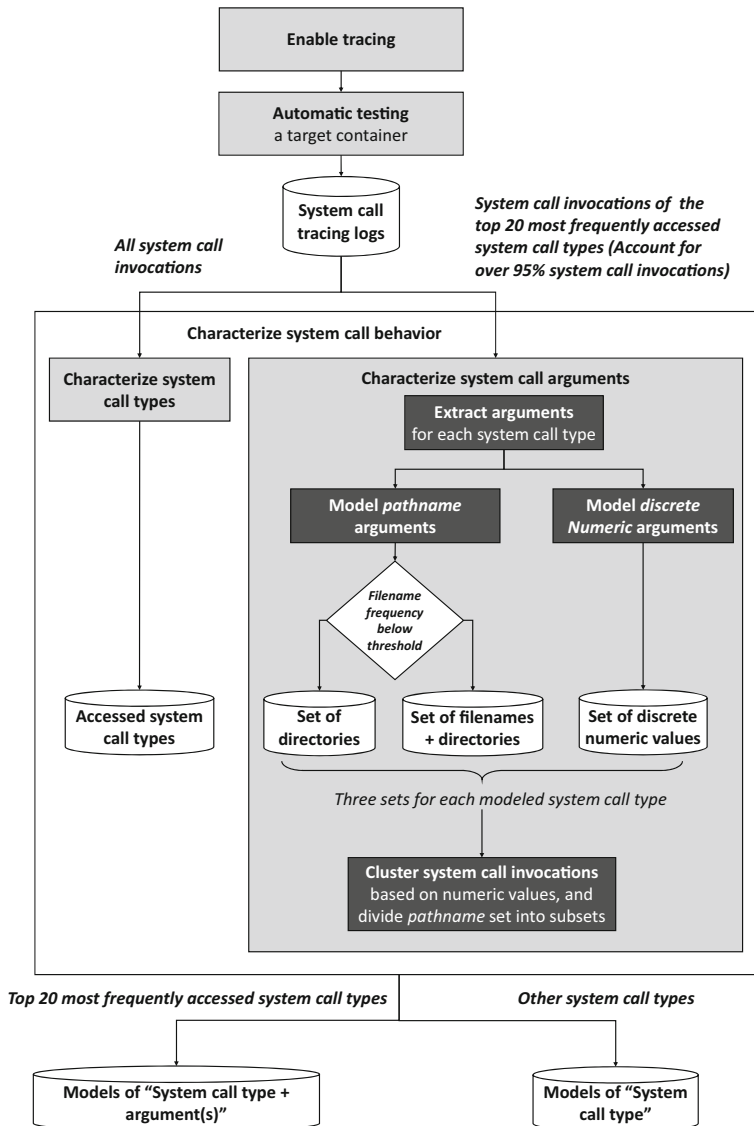 Enable tracing
Automatic testing
a target container
System call
tracing logs
System call invocations of the
top 20 most frequently accessed
system call types (Account for
over 95% system call invocations)
All system call
invocations
Characterize system call behavior
Characterize system
call types
Characterize system call arguments
Extract arguments
for each system call type
Model pathname
arguments
Model discrete
Numeric arguments
Filename
frequency
below
threshold
Accessed system
call types
Set of
directories
Set of filenames
+ directories
Set of discrete
numeric values
Three sets for each modeled system call type
Cluster system call invocations
based on numeric values, and
divide pathname set into subsets
Top 20 most frequently accessed system call types
Other system call types
Models of “System call type +
argument(s)”
Models of “System
call type”